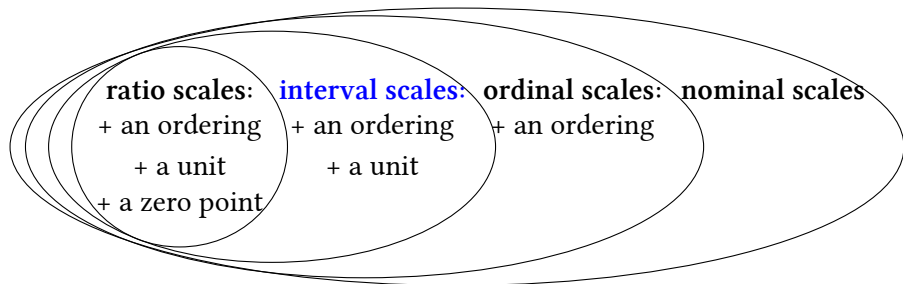 ratio scales: interval scales: ordinal scales: nominal scales
+ an ordering + an ordering + an ordering
+ a unit + a unit
+ a zero point